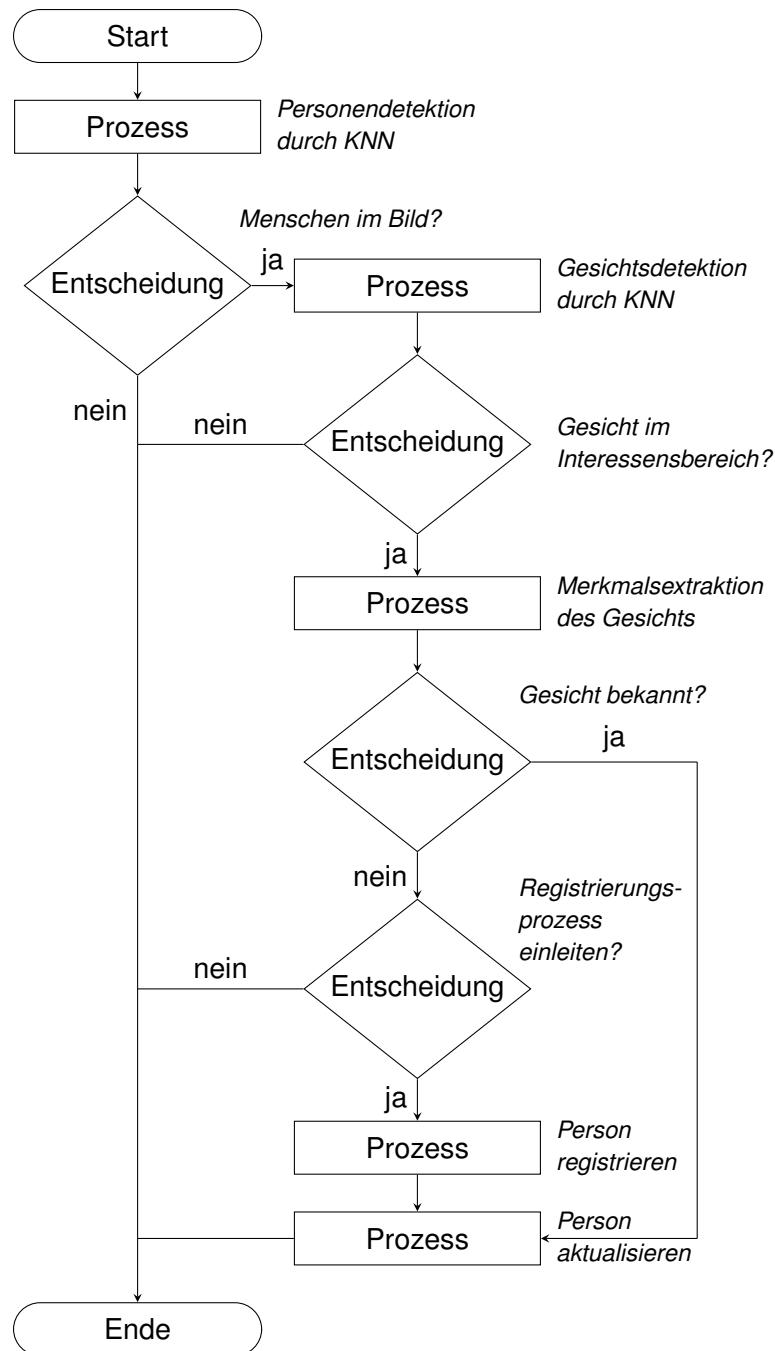 Start
Prozess
Personendetektion
durch KNN
Menschen im Bild?
Entscheidung
ja
Prozess
Gesichtsdetektion
durch KNN
nein
nein
Entscheidung
Gesicht im
Interessensbereich?
ja
Prozess
Merkmalsextraktion
des Gesichts
Gesicht bekannt?
ja
Entscheidung
nein
Registrierungs-
prozess
einleiten?
nein
Entscheidung
ja
Prozess
Person
registrieren
Prozess
Person
aktualisieren
Ende